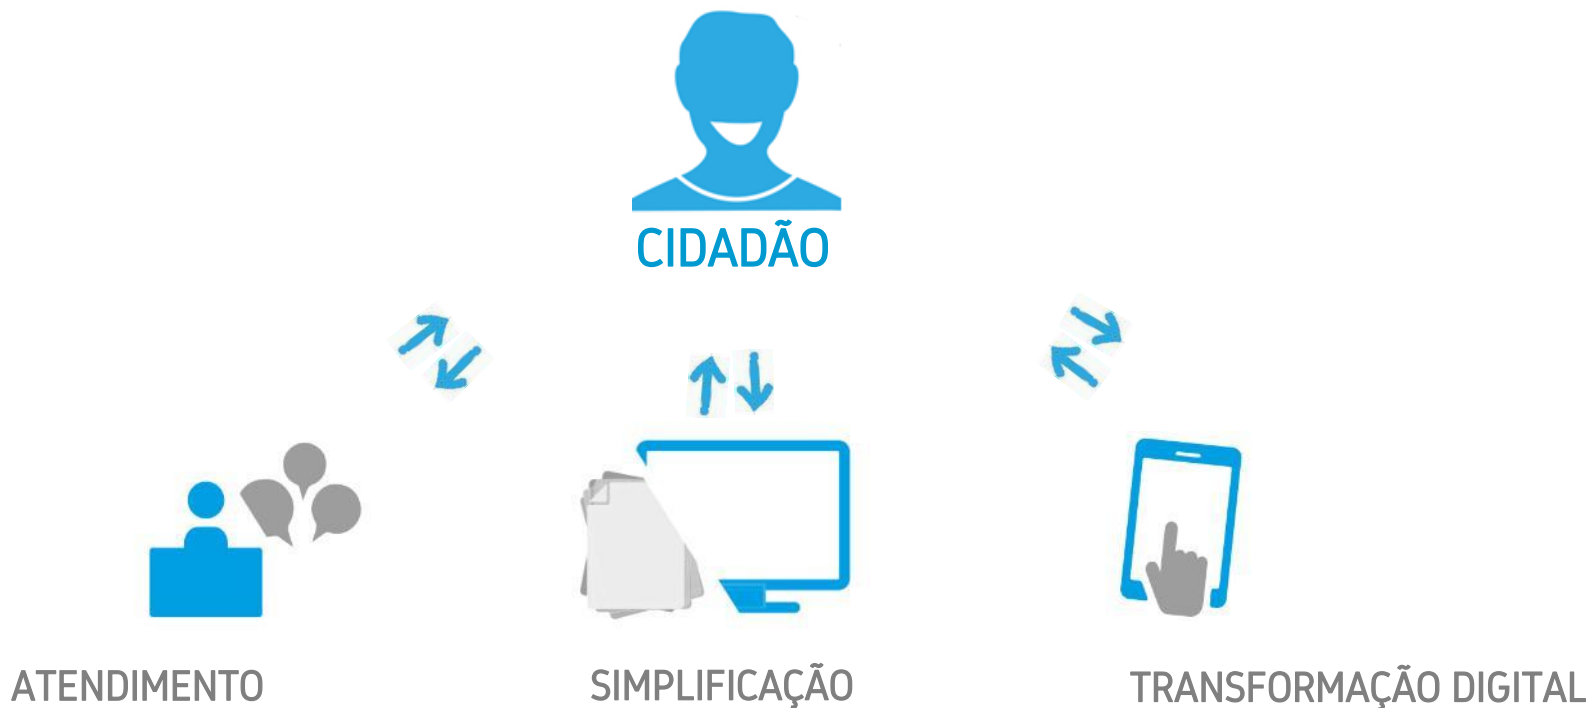 CIDADÃO
ATENDIMENTO
SIMPLIFICAÇÃO
TRANSFORMAÇÃO DIGITAL